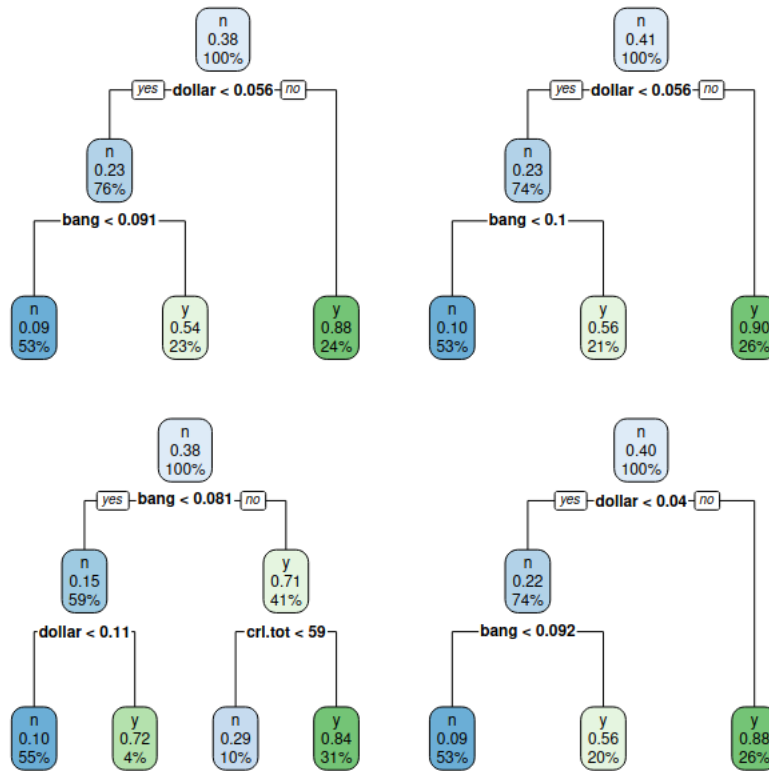 n
0.38
100%
yes dollar < 0.056 no
n
0.23
76%
bang < 0.091
n
0.09
53%
y
0.54
23%
y
0.88
24%
n
0.41
100%
yes dollar < 0.056 no
n
0.23
74%
bang < 0.1
n
0.10
53%
y
0.56
21%
y
0.90
26%
n
0.38
100%
yes bang < 0.081 no
n
0.15
59%
y
0.71
41%
dollar < 0.11
crl.tot < 59
n
0.10
55%
y
0.72
4%
n
0.29
10%
y
0.84
31%
n
0.40
100%
yes dollar < 0.04 no
n
0.22
74%
bang < 0.092
n
0.09
53%
y
0.56
20%
y
0.88
26%